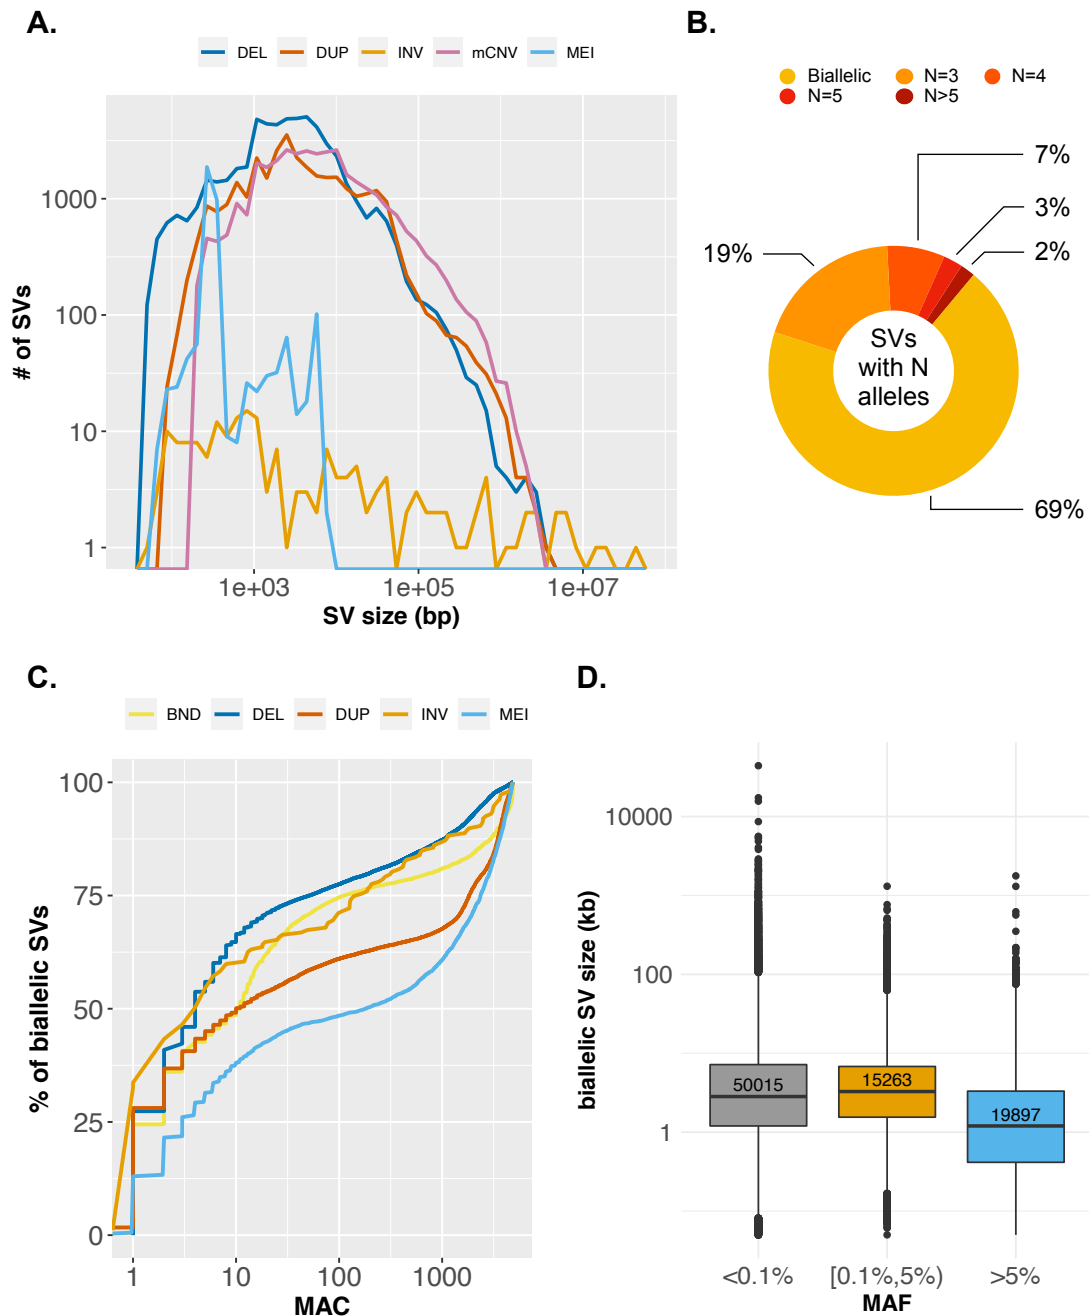 A.
DEL DUP INV mCNV MEI
# of SVs
1000
100
10
1
1e+03 1e+05 1e+07
SV size (bp)
B.
Biallelic N=3 N=4
N=5 N>5
7%
3%
2%
19%
69%
SVs
with N
alleles
C.
BND DEL DUP INV MEI
% of biallelic SVs
100
75
50
25
0
1 10 100 1000
MAC
D.
biallelic SV size (kb)
10000
100
1
50015
15263
19897
<0.1% [0.1%,5%) >5%
MAF